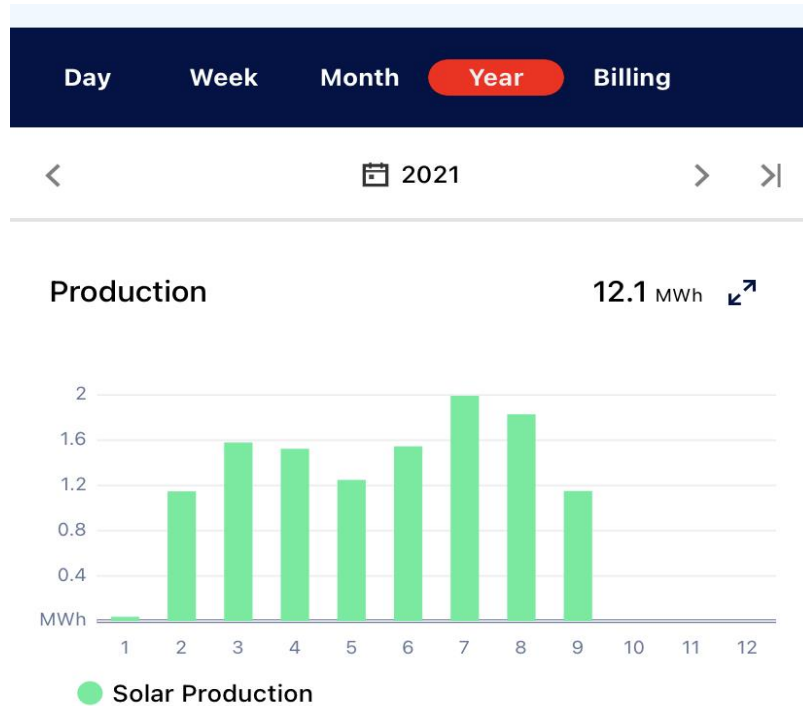 Day Week Month Year Billing
2021
Production 12.1 MWh
2
1.6
1.2
0.8
0.4
MWh
1 2 3 4 5 6 7 8 9 10 11 12
Solar Production